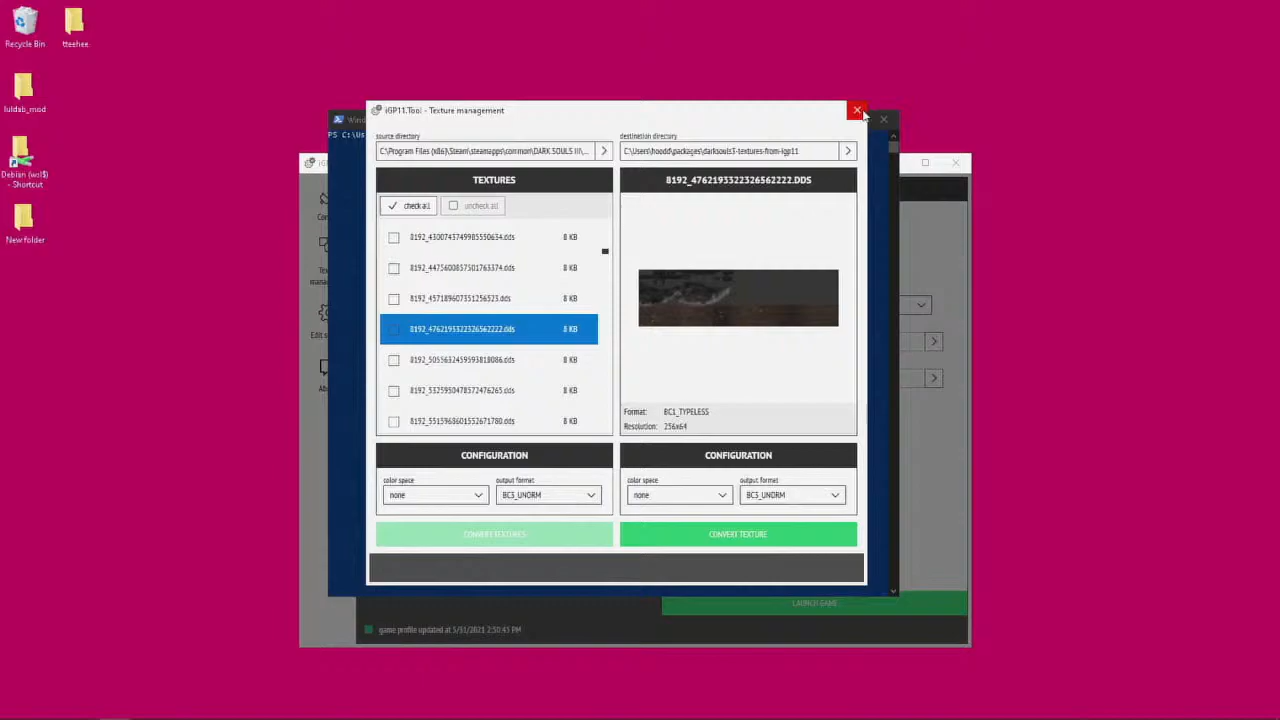 Recycle Bin
tteehee
luldsb_mod
Debian (wsl$)
- Shortcut
New folder
iGP11.Tool - Texture management
PS C:\Us
source directory
C:\Program Files (x86)\Steam\steamapps\common\DARK SOULS III\...
destination directory
C:\Users\hoodd\packages\darksouls3-textures-from-igp11
TEXTURES
8192_4762193322326562222.DDS
check all
uncheck all
8192_4300743749985550634.dds 8 KB
8192_4475600857501763374.dds 8 KB
8192_457189607351256523.dds 8 KB
8192_4762193322326562222.dds 8 KB
8192_5055632459593818086.dds 8 KB
8192_5325950478572476265.dds 8 KB
8192_5515968601552671780.dds 8 KB
Format: BC1_TYPELESS
Resolution: 256x64
CONFIGURATION
CONFIGURATION
color space output format
none BC3_UNORM
color space output format
none BC3_UNORM
CONVERT TEXTURES
CONVERT TEXTURE
LAUNCH GAME
game profile updated at 5/31/2021 2:50:43 PM